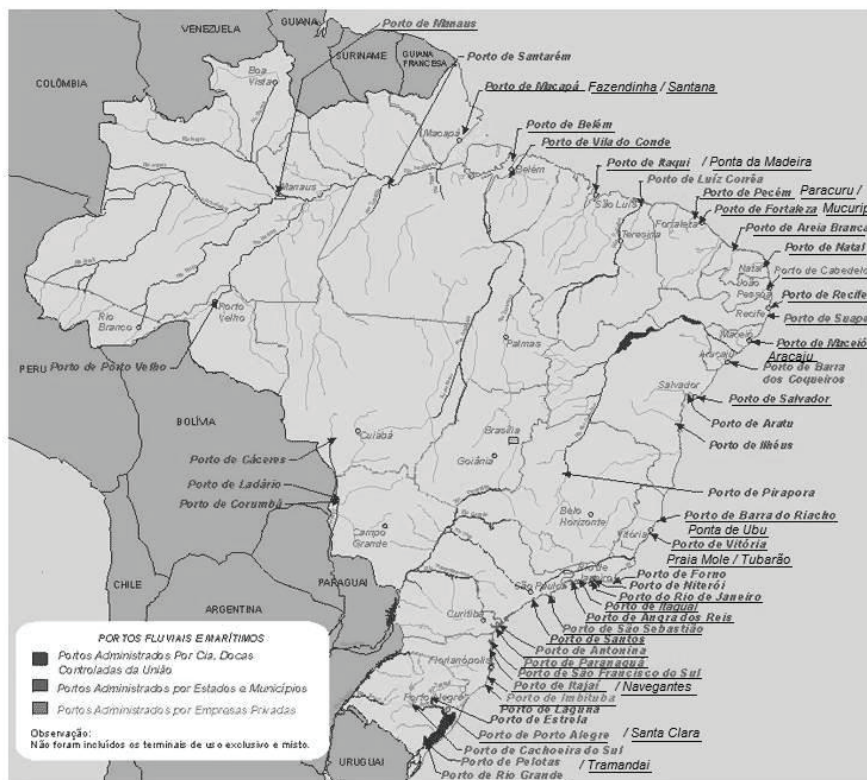 VENEZUELA
GUIANA
Porto de Manaus
SURINAME
GUIANA
FRANCESA
Porto de Santarém
COLÔMBIA
Boa
Vista
Porto de Macapá Fazendinha / Santana
Macapá
Porto de Belém
Porto de Vila do Conde
Belém
Porto de Itaqui / Ponta da Madeira
Porto de Luíz Corrêa
Manaus
São Luís
Porto de Pecém Paracuru /
Fortaleza
Porto de Fortaleza Mucurip
Teresina
Porto de Areia Branca
Porto de Natal
Natal
Porto de Cabedelo
João
Pessoa
Porto de Recife
Recife
Porto de Suape
Porto
Velho
Rio
Branco
Palmas
Maceió
Porto de Maceió
PERU
Porto de Pôrto Velho
Aracaju
Aracaju
Porto de Barra
dos Coqueiros
Salvador
Porto de Salvador
BOLÍVIA
Porto de Aratu
Cuiabá
Brasília
Porto de Ilhéus
Porto de Cáceres
Goiânia
Porto de Ladário
Porto de Pirapora
Porto de Corumbá
Campo
Grande
Belo
Horizonte
Porto de Barra do Riacho
Ponta de Ubu
Vitória
Porto de Vitória
Praia Mole / Tubarão
CHILE
PARAGUAI
Rio de
Janeiro
Porto de Forno
São Paulo
Porto de Niterói
Porto do Rio de Janeiro
ARGENTINA
Porto de Itaguaí
Porto de Angra dos Reis
Curitiba
Porto de São Sebastião
Porto de Santos
Porto de Antonina
Porto de Paranaguá
Florianópolis
Porto de São Francisco do Sul
Porto de Itajaí / Navegantes
Porto de Imbituba
Porto Alegre
Porto de Laguna
Porto de Estrela
Porto de Porto Alegre / Santa Clara
Porto de Cachoeira do Sul
Porto de Pelotas / Tramandai
URUGUAI
Porto de Rio Grande
PORTOS FLUVIAIS E MARÍTIMOS
Portos Administrados Por Cia, Docas
Controladas da União
Portos Administrados por Estados e Municípios
Portos Administrados por Empresas Privadas
Observação:
Não foram incluídos os terminais de uso exclusivo e misto.